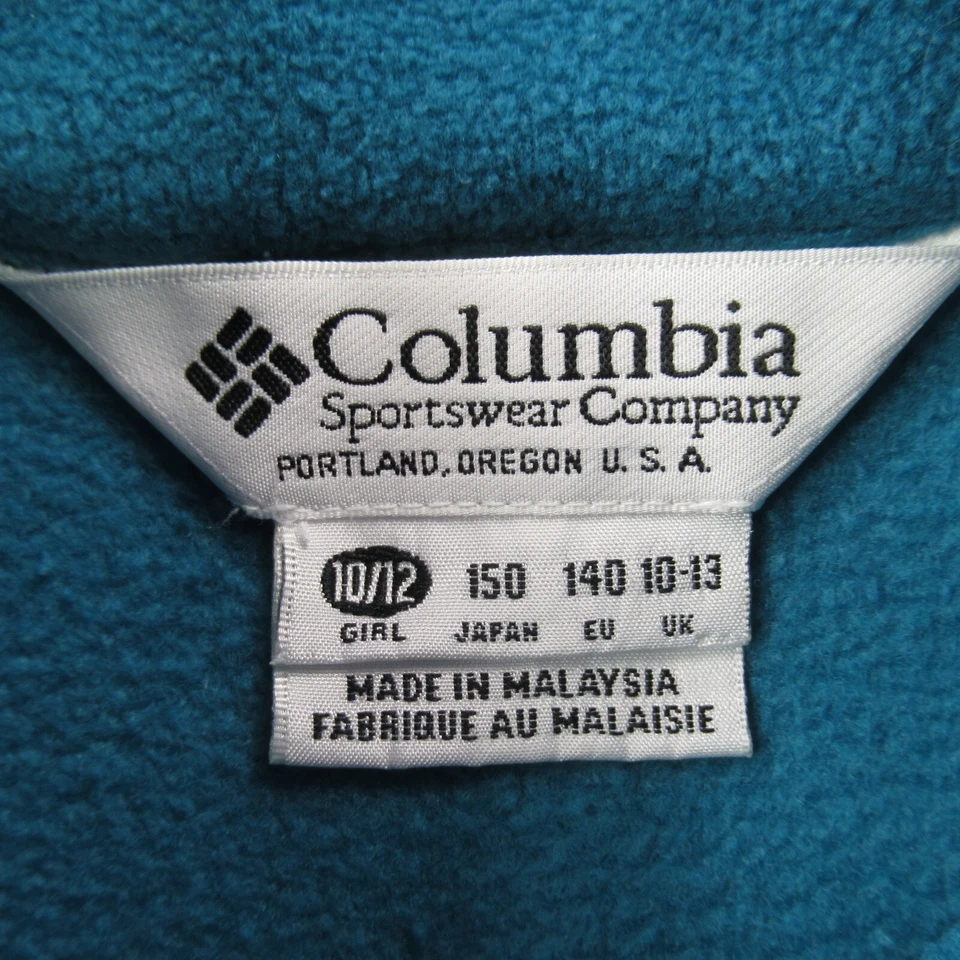 Columbia
Sportswear Company
PORTLAND, OREGON U. S. A.
10/12 150 140 10-13
GIRL JAPAN EU UK
MADE IN MALAYSIA
FABRIQUE AU MALAISIE